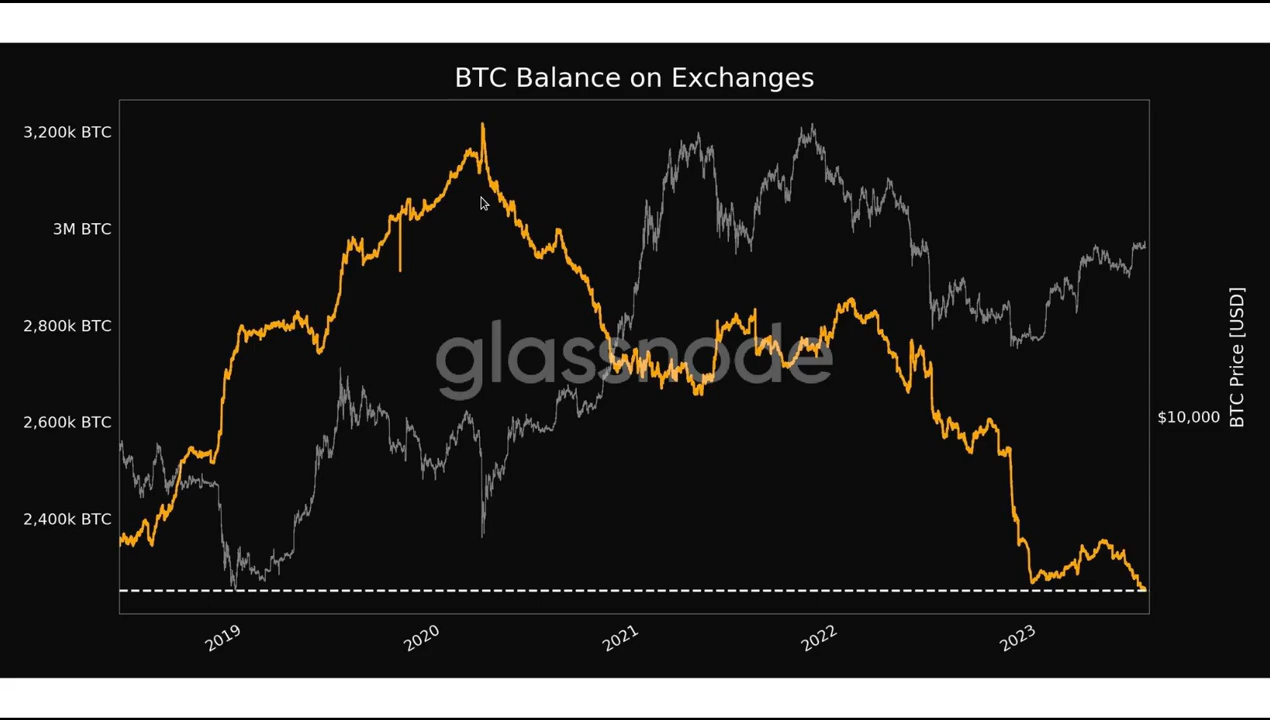 BTC Balance on Exchanges
3,200k BTC
3M BTC
2,800k BTC
2,600k BTC
2,400k BTC
glassnode
$10,000
BTC Price [USD]
2019
2020
2021
2022
2023